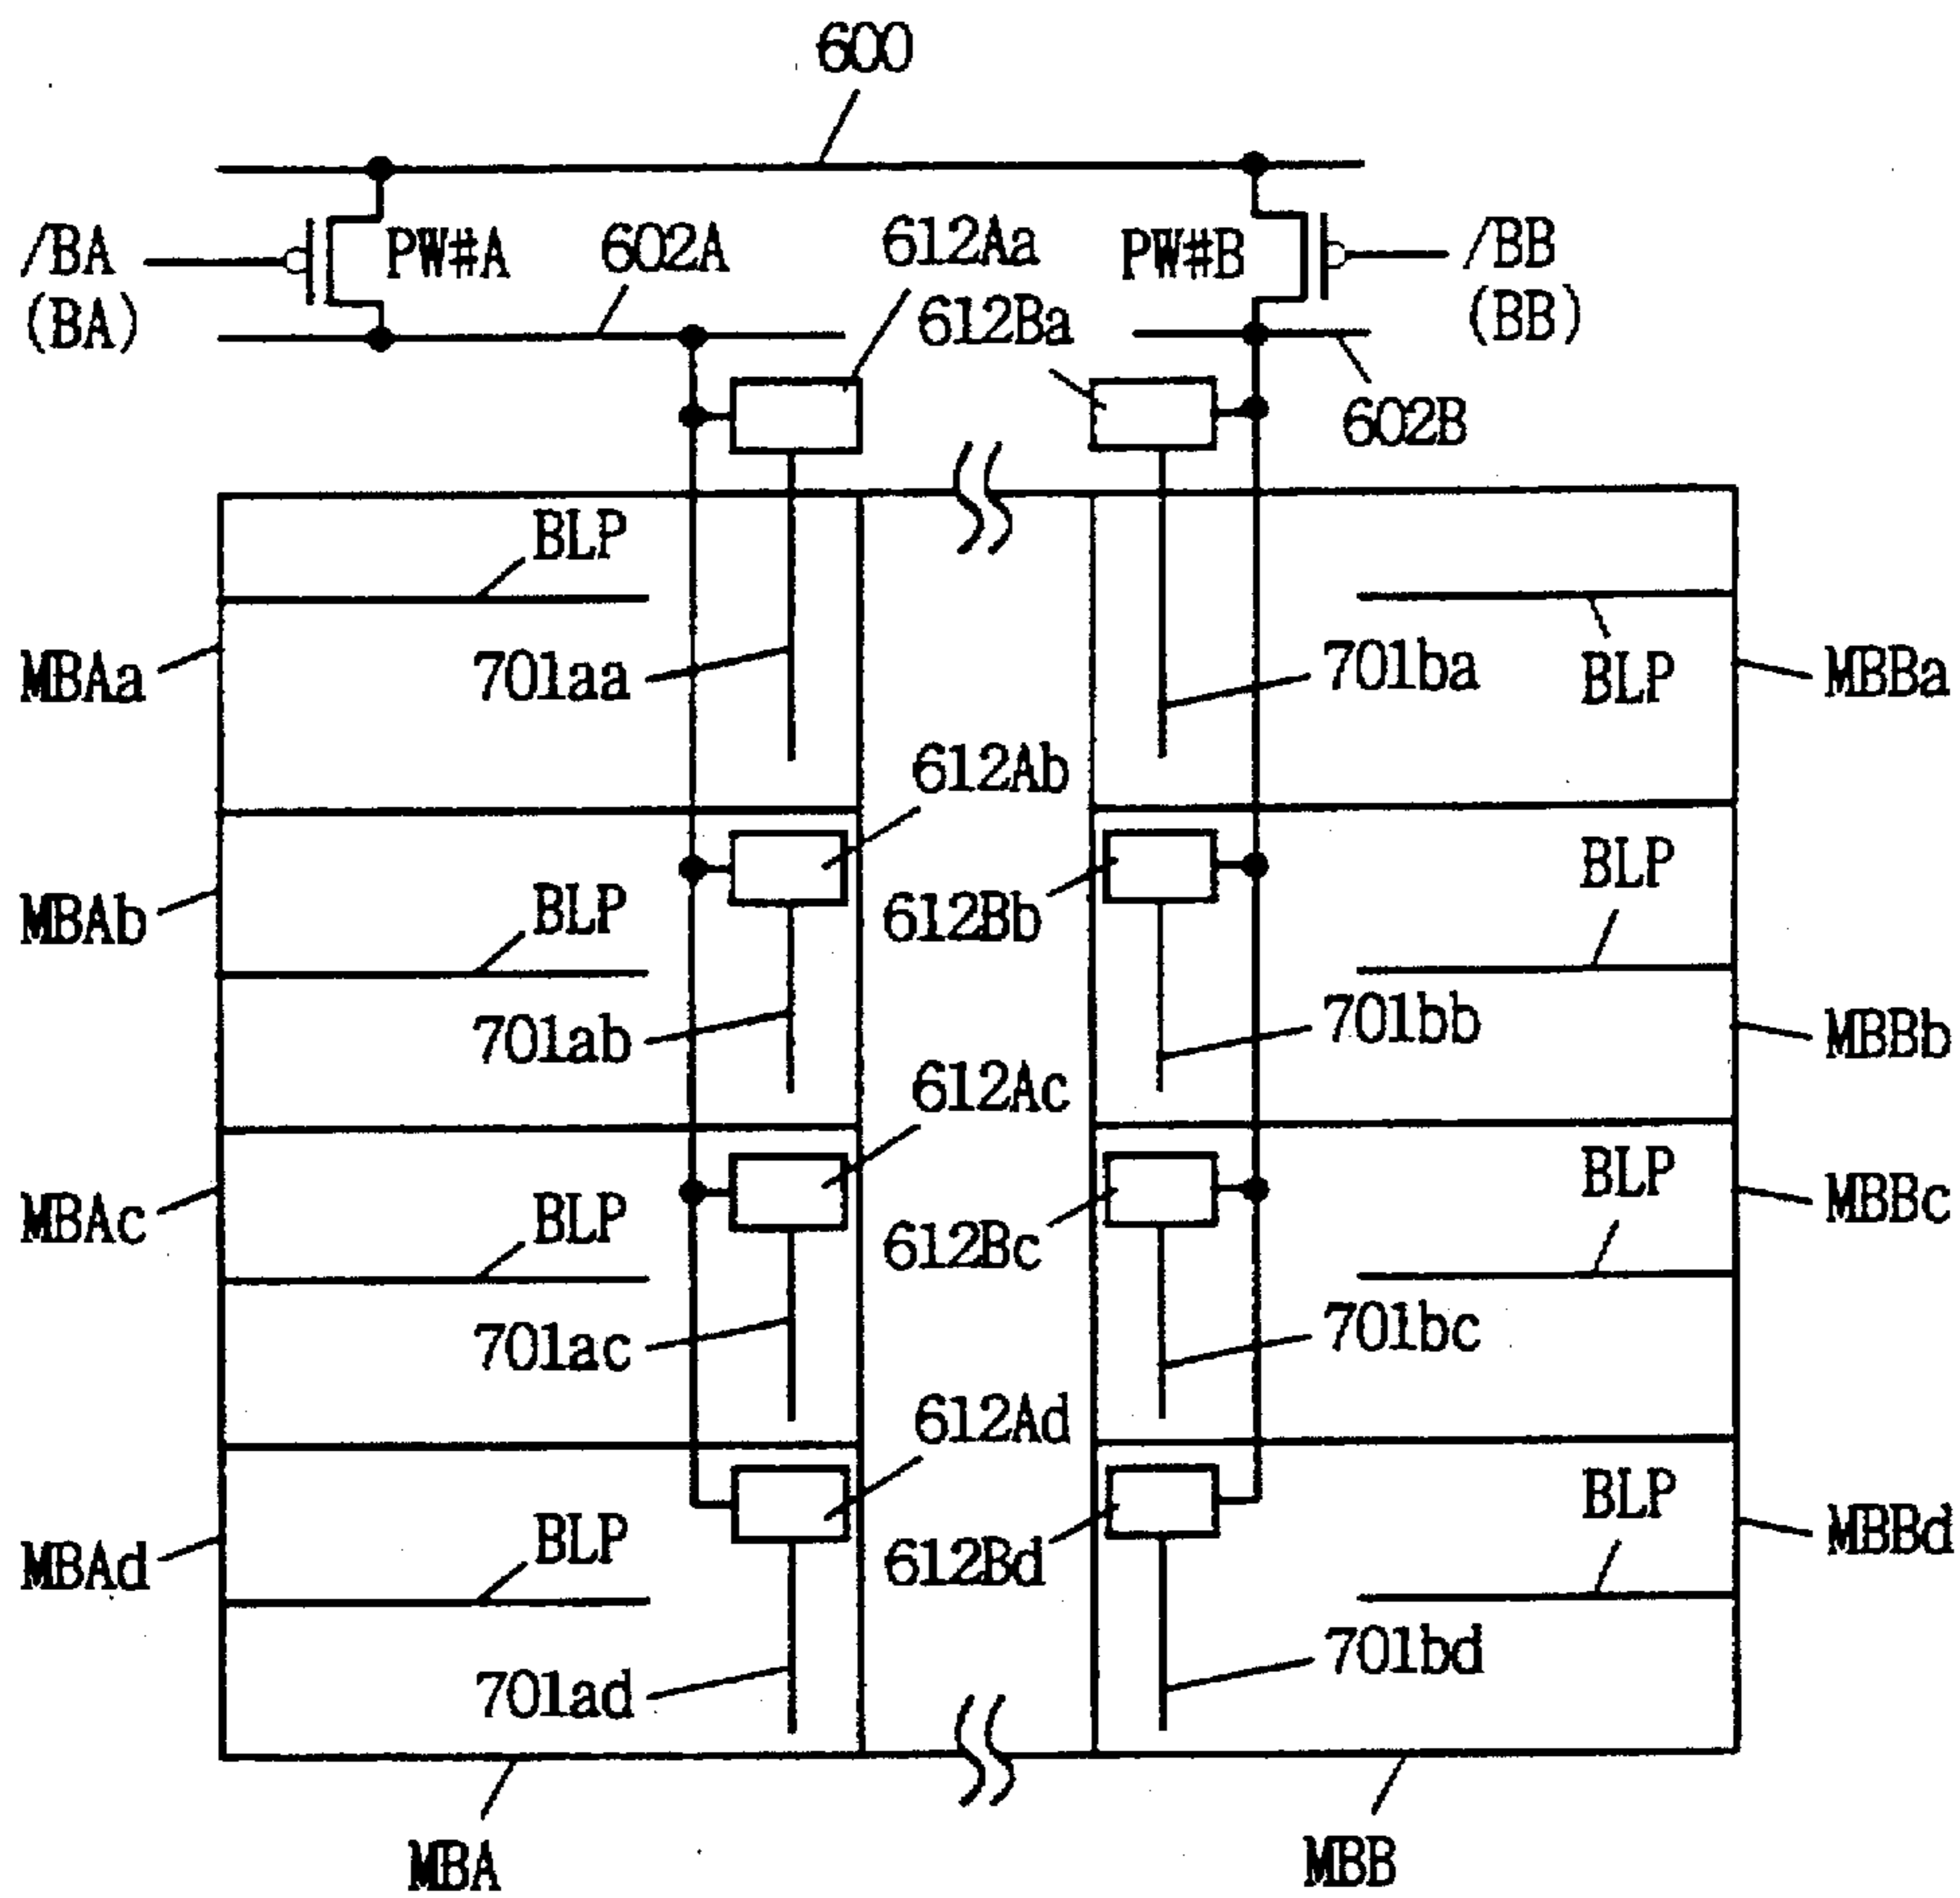 600
/BA
(BA)
PW#A
602A
612Aa
612Ba
PW#B
/BB
(BB)
602B
BLP
MBAa
701aa
701ba
BLP
MBBa
612Ab
BLP
MBAb
BLP
612Bb
701ab
701bb
MBBb
612Ac
BLP
MBAc
BLP
612Bc
MBBc
701ac
701bc
612Ad
BLP
MBAd
BLP
612Bd
MBBd
701ad
701bd
MBA
MBB